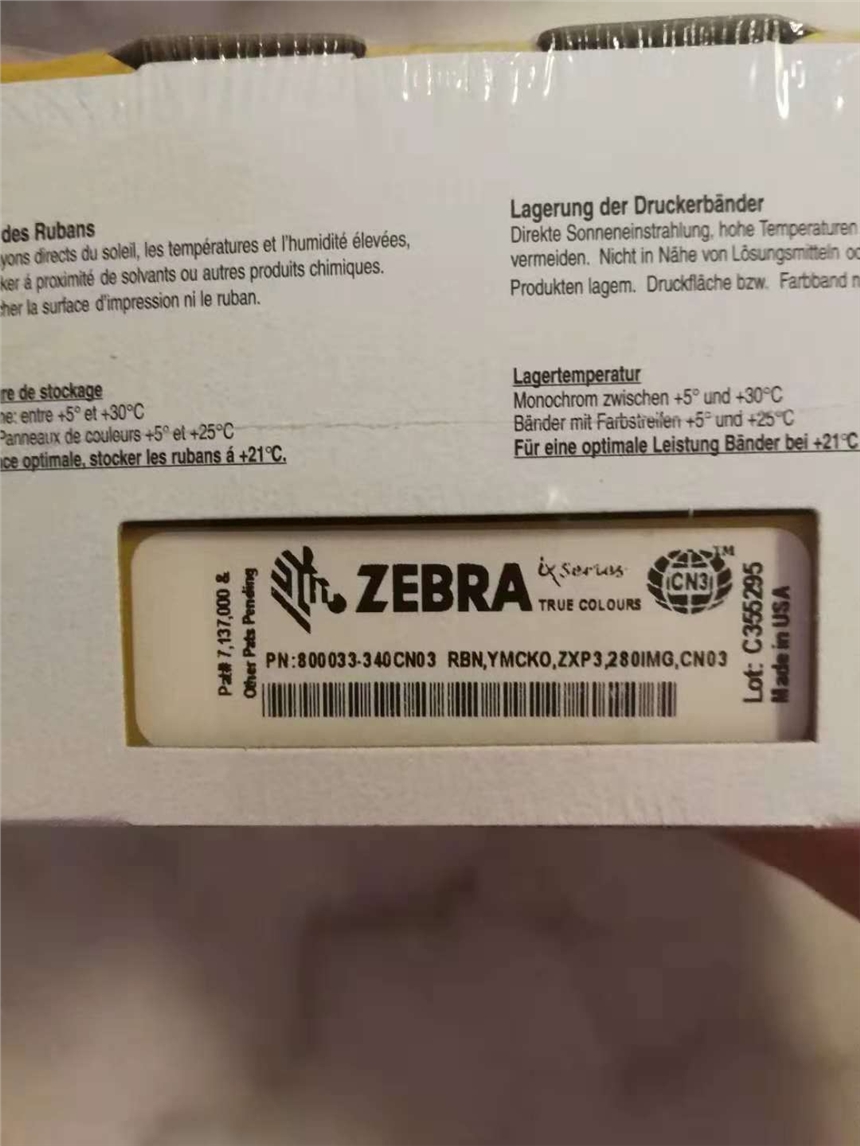 des Rubans
yons directs du soleil, les températures et l'humidité élevées,
ker á proximité de solvants ou autres produits chimiques.
her la surface d'impression ni le ruban.
re de stockage
ne: entre +5° et +30°C
Panneaux de couleurs +5° et +25°C
ce optimale, stocker les rubans á +21°C.
Lagerung der Druckerbänder
Direkte Sonneneinstrahlung, hohe Temperaturen
vermeiden. Nicht in Nähe von Lösungsmitteln oc
Produkten lagern. Druckfläche bzw. Farbband n
Lagertemperatur
Monochrom zwischen +5° und +30°C
Bänder mit Farbstreifen +5° und +25°C
Für eine optimale Leistung Bänder bei +21°C
Pat# 7,137,000 &
Other Pats Pending
ZEBRA
ix series
TRUE COLOURS
iCN3i TM
PN:800033-340CN03 RBN,YMCKO,ZXP3,280IMG,CN03
Lot: C355295
Made in USA